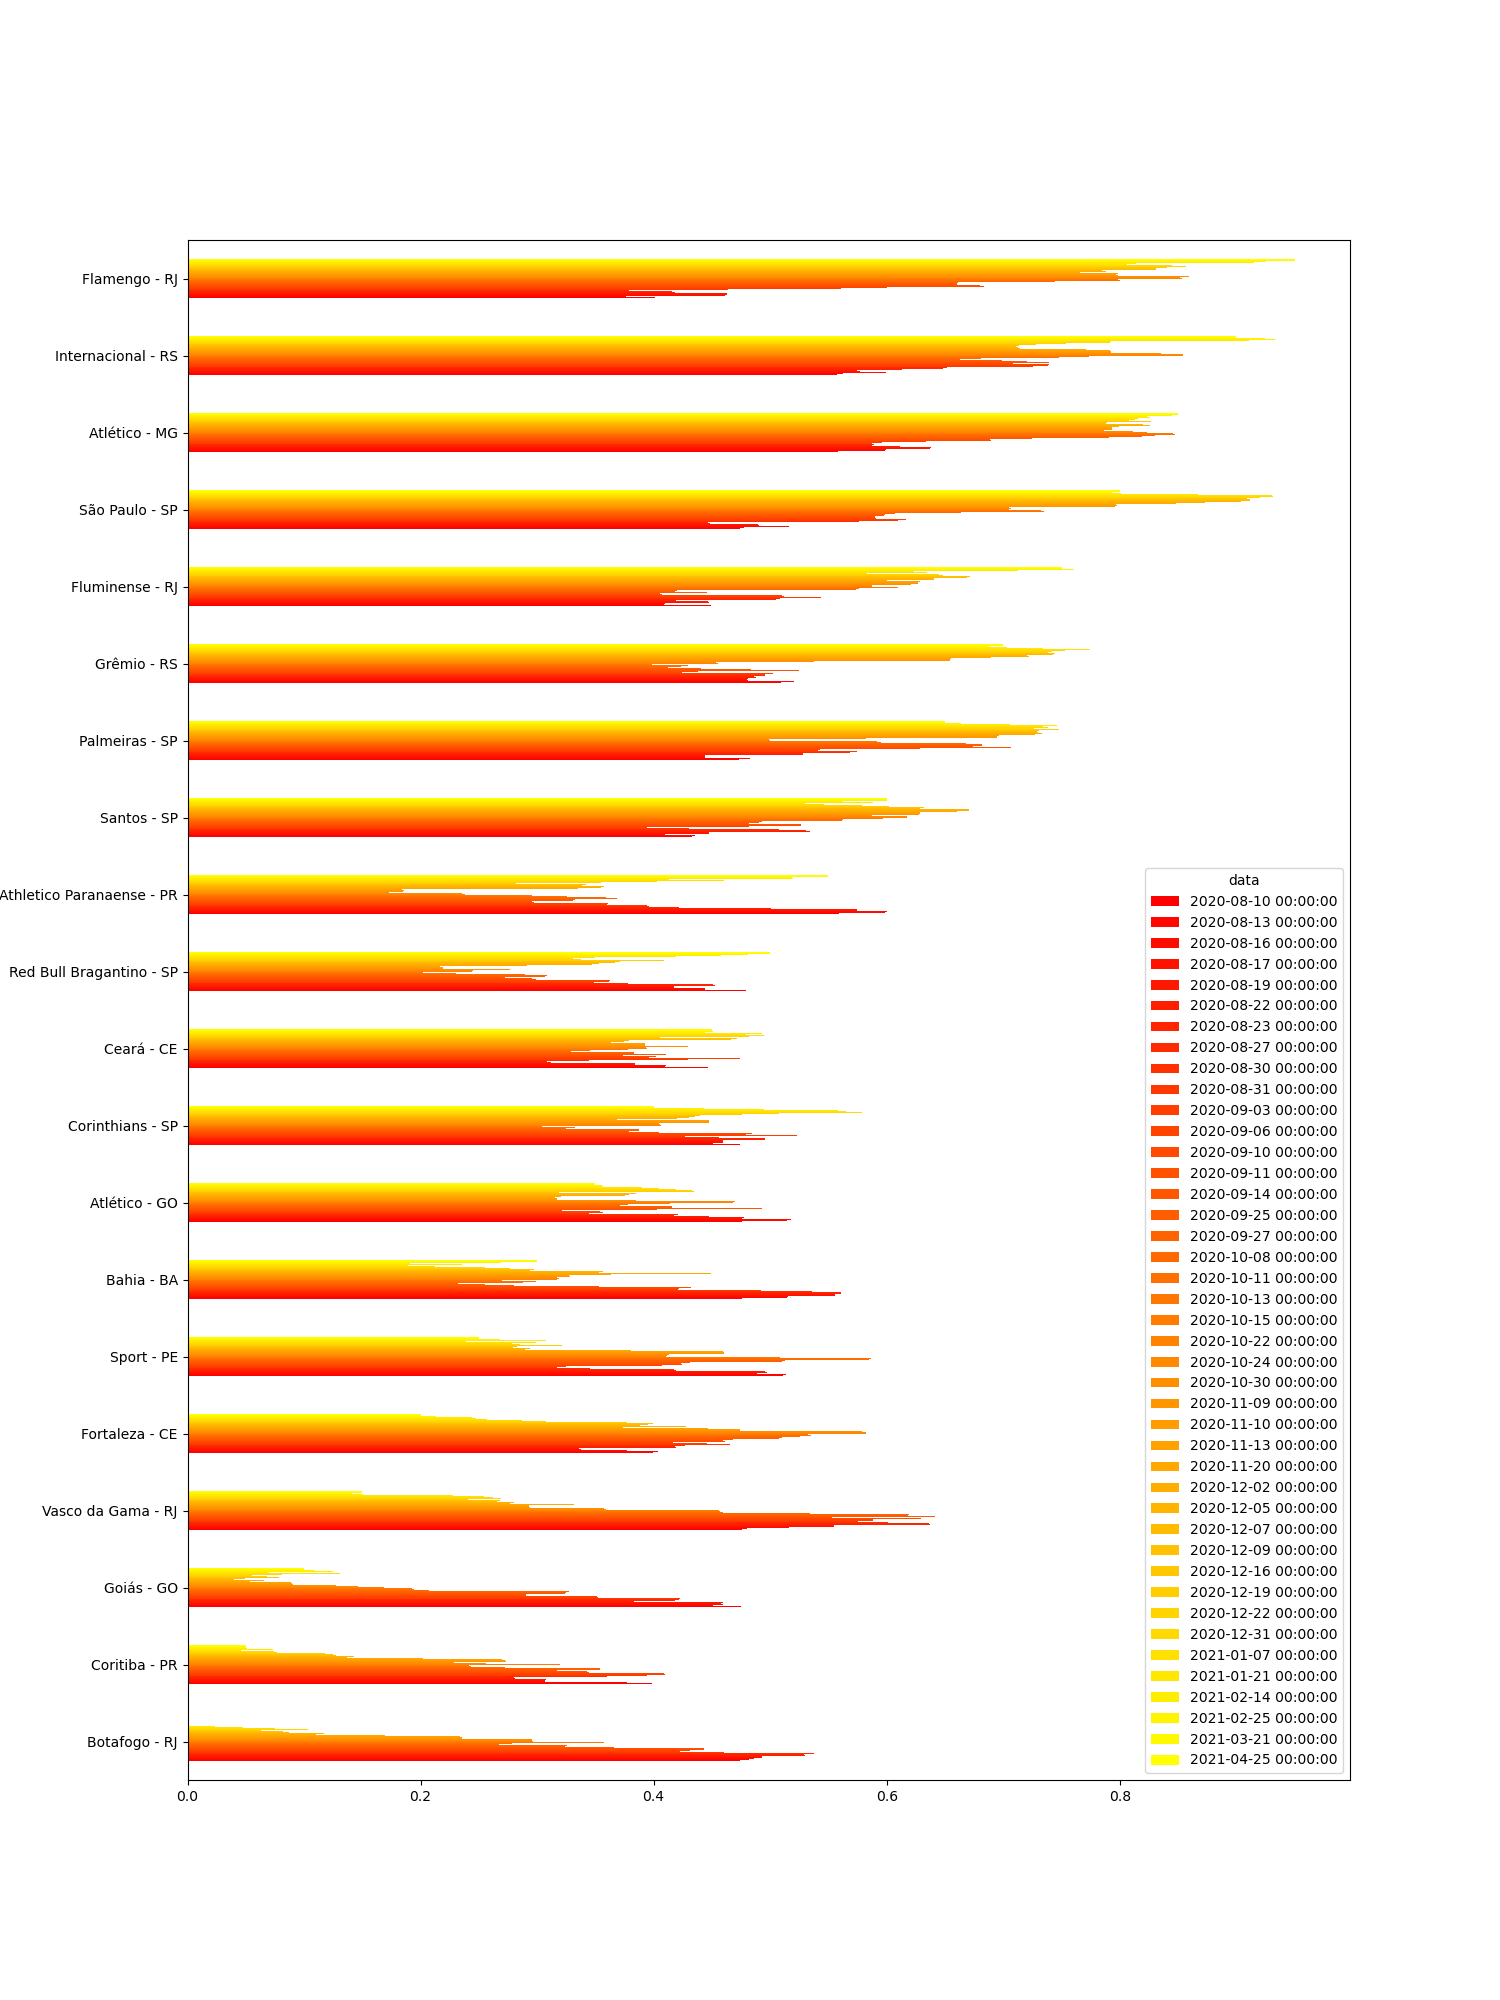 Flamengo - RJ
Internacional - RS
Atlético - MG
São Paulo - SP
Fluminense - RJ
Grêmio - RS
Palmeiras - SP
Santos - SP
Athletico Paranaense - PR
Red Bull Bragantino - SP
Ceará - CE
Corinthians - SP
Atlético - GO
Bahia - BA
Sport - PE
Fortaleza - CE
Vasco da Gama - RJ
Goiás - GO
Coritiba - PR
Botafogo - RJ
0.0 0.2 0.4 0.6 0.8
data
2020-08-10 00:00:00
2020-08-13 00:00:00
2020-08-16 00:00:00
2020-08-17 00:00:00
2020-08-19 00:00:00
2020-08-22 00:00:00
2020-08-23 00:00:00
2020-08-27 00:00:00
2020-08-30 00:00:00
2020-08-31 00:00:00
2020-09-03 00:00:00
2020-09-06 00:00:00
2020-09-10 00:00:00
2020-09-11 00:00:00
2020-09-14 00:00:00
2020-09-25 00:00:00
2020-09-27 00:00:00
2020-10-08 00:00:00
2020-10-11 00:00:00
2020-10-13 00:00:00
2020-10-15 00:00:00
2020-10-22 00:00:00
2020-10-24 00:00:00
2020-10-30 00:00:00
2020-11-09 00:00:00
2020-11-10 00:00:00
2020-11-13 00:00:00
2020-11-20 00:00:00
2020-12-02 00:00:00
2020-12-05 00:00:00
2020-12-07 00:00:00
2020-12-09 00:00:00
2020-12-16 00:00:00
2020-12-19 00:00:00
2020-12-22 00:00:00
2020-12-31 00:00:00
2021-01-07 00:00:00
2021-01-21 00:00:00
2021-02-14 00:00:00
2021-02-25 00:00:00
2021-03-21 00:00:00
2021-04-25 00:00:00